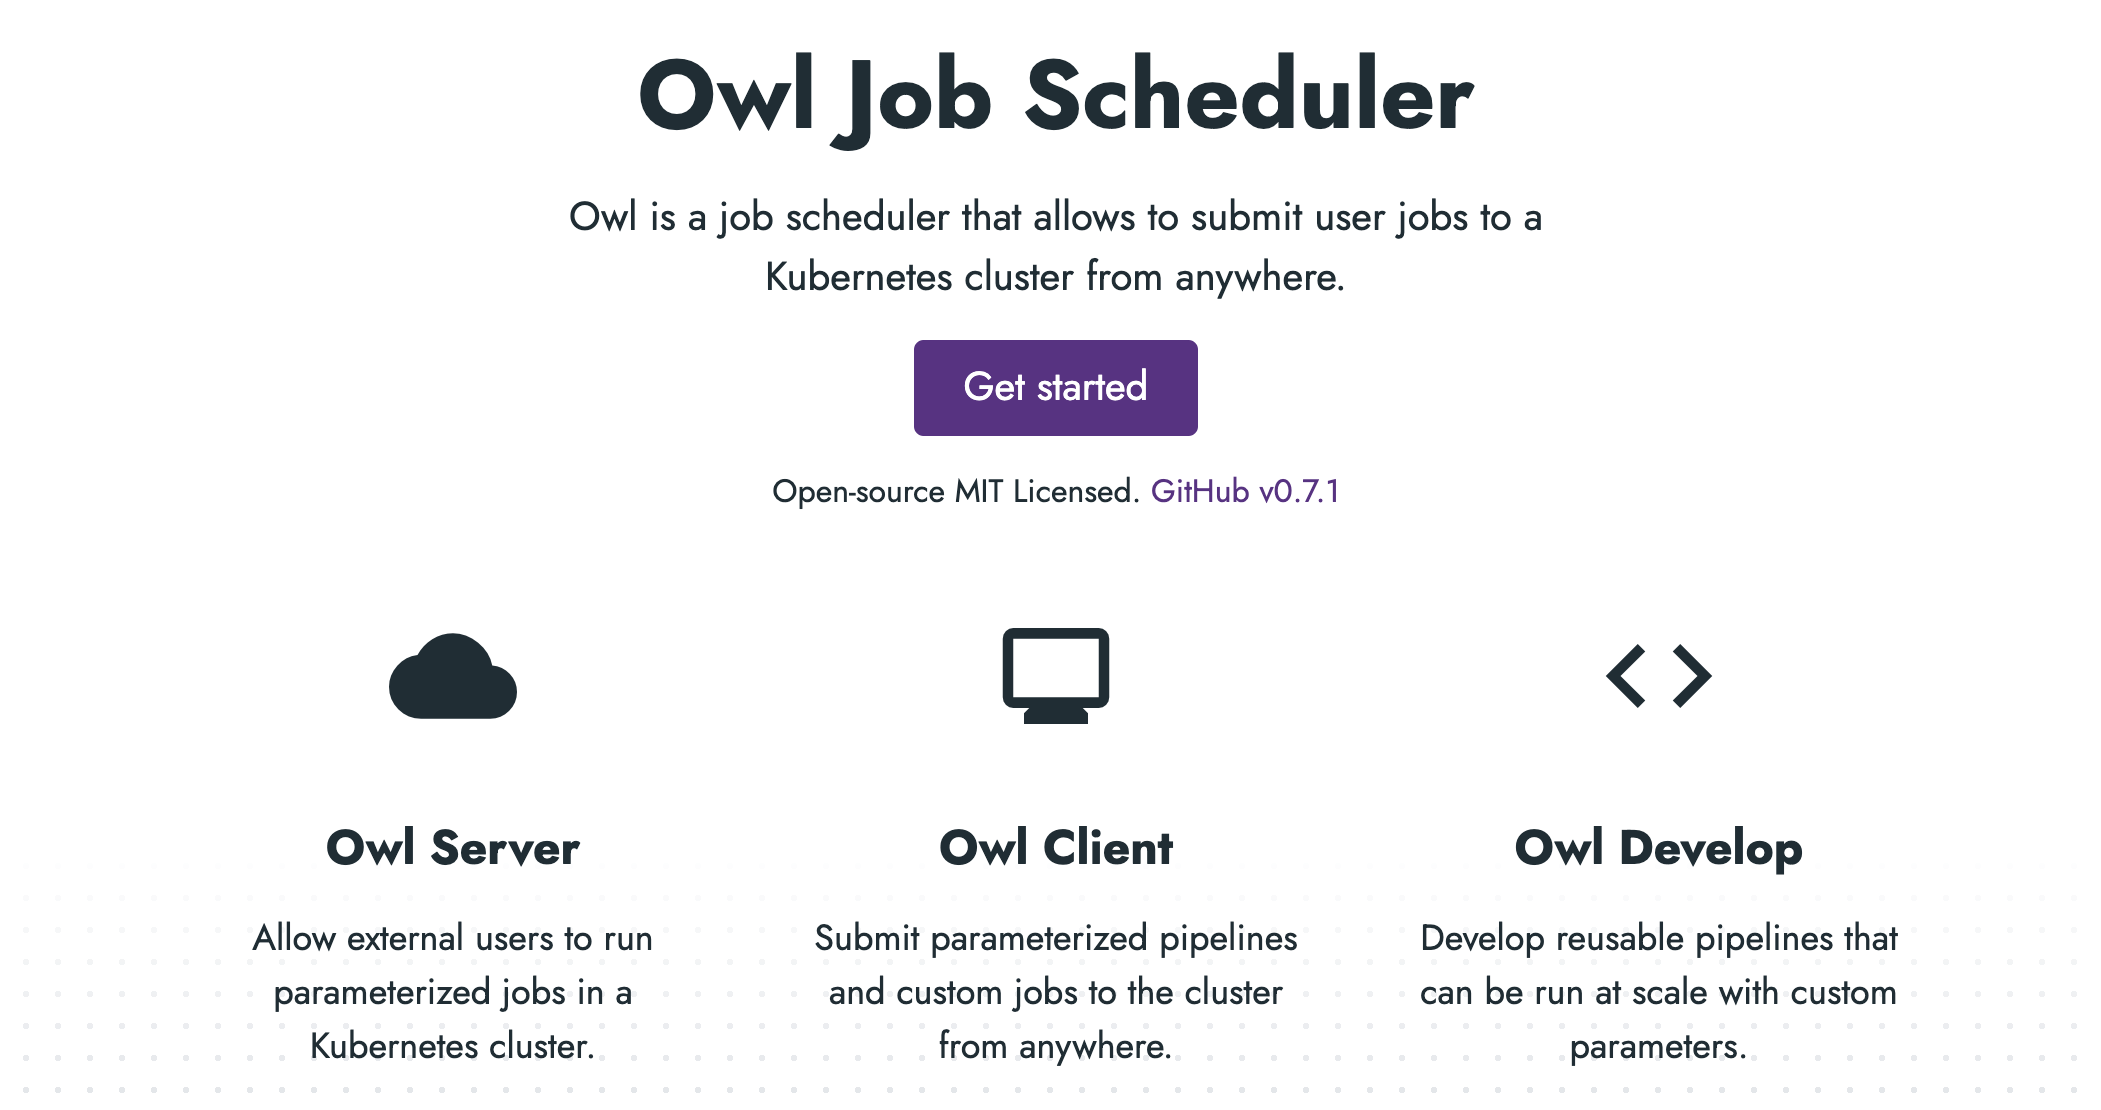 Owl Job Scheduler
Owl is a job scheduler that allows to submit user jobs to a
Kubernetes cluster from anywhere.
Get started
Open-source MIT Licensed. GitHub v0.7.1
Owl Server
Allow external users to run
parameterized jobs in a
Kubernetes cluster.
Owl Client
Submit parameterized pipelines
and custom jobs to the cluster
from anywhere.
Owl Develop
Develop reusable pipelines that
can be run at scale with custom
parameters.